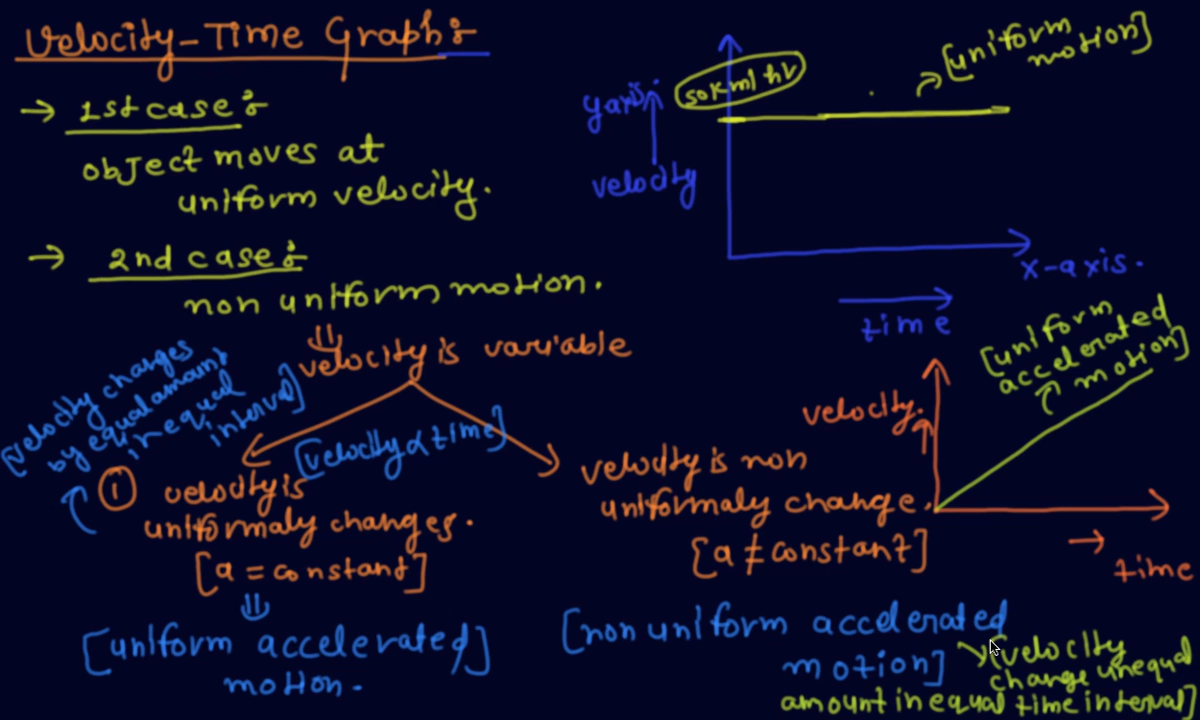 Velocity-Time Graph:
→ 1st case:
object moves at
uniform velocity.
→ 2nd case:
non uniform motion.
velocity is variable
[velocity changes
by equal amount
in equal
interval]
[velocity ∝ time]
① velocity is
uniformaly changes.
[a = constant]
[uniform accelerated
motion.
velocity is non
uniformaly change.
[a ≠ constant]
[non uniform accelerated
motion]
[velocity
change unequal
amount in equal time interval]
yaxis
velocity
50km/hr
[uniform
motion]
x-axis.
time
velocity.
[uniform
accelerated
motion]
time